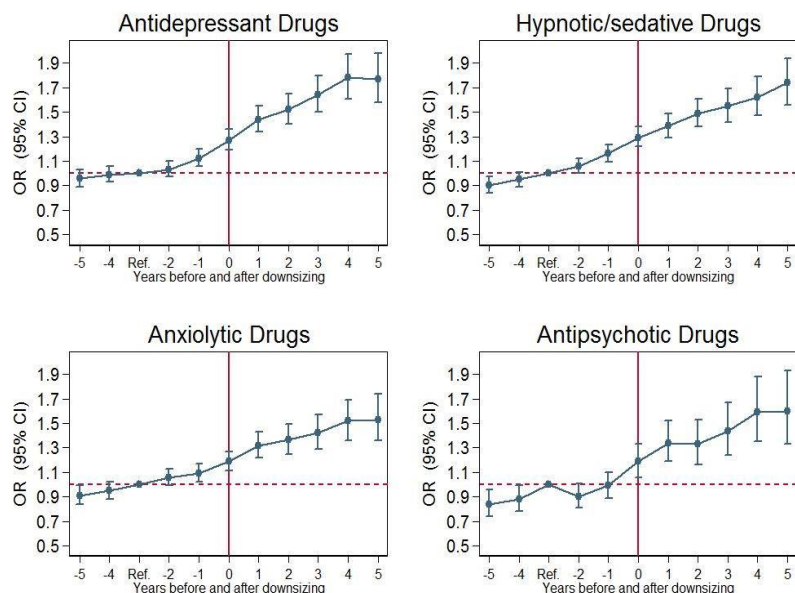 Antidepressant Drugs
OR (95% CI)
1.9
1.7
1.5
1.3
1.1
0.9
0.7
0.5
-5 -4 Ref. -2 -1 0 1 2 3 4 5
Years before and after downsizing
Hypnotic/sedative Drugs
OR (95% CI)
1.9
1.7
1.5
1.3
1.1
0.9
0.7
0.5
-5 -4 Ref. -2 -1 0 1 2 3 4 5
Years before and after downsizing
Anxiolytic Drugs
OR (95% CI)
1.9
1.7
1.5
1.3
1.1
0.9
0.7
0.5
-5 -4 Ref. -2 -1 0 1 2 3 4 5
Years before and after downsizing
Antipsychotic Drugs
OR (95% CI)
1.9
1.7
1.5
1.3
1.1
0.9
0.7
0.5
-5 -4 Ref. -2 -1 0 1 2 3 4 5
Years before and after downsizing